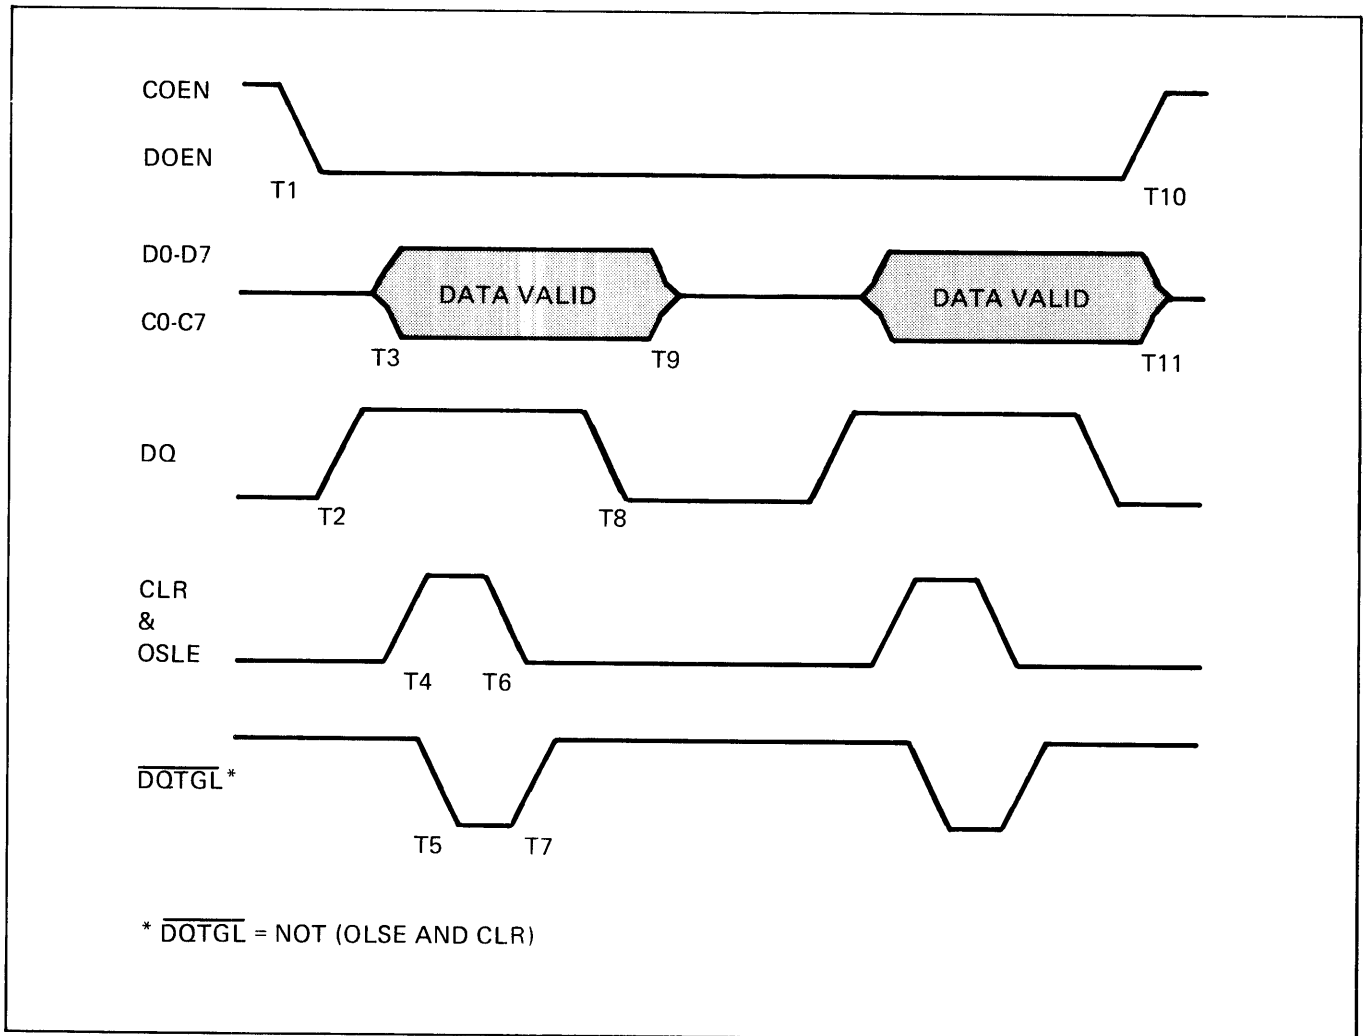 COEN
DOEN
T1
T10
D0-D7
DATA VALID
DATA VALID
C0-C7
T3
T9
T11
DQ
T2
T8
CLR
&
OSLE
T4
T6
DQTGL*
T5
T7
* DQTGL = NOT (OLSE AND CLR)